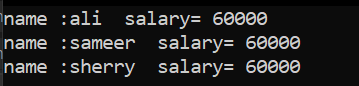 name :ali  salary= 60000
name :sameer  salary= 60000
name :sherry  salary= 60000